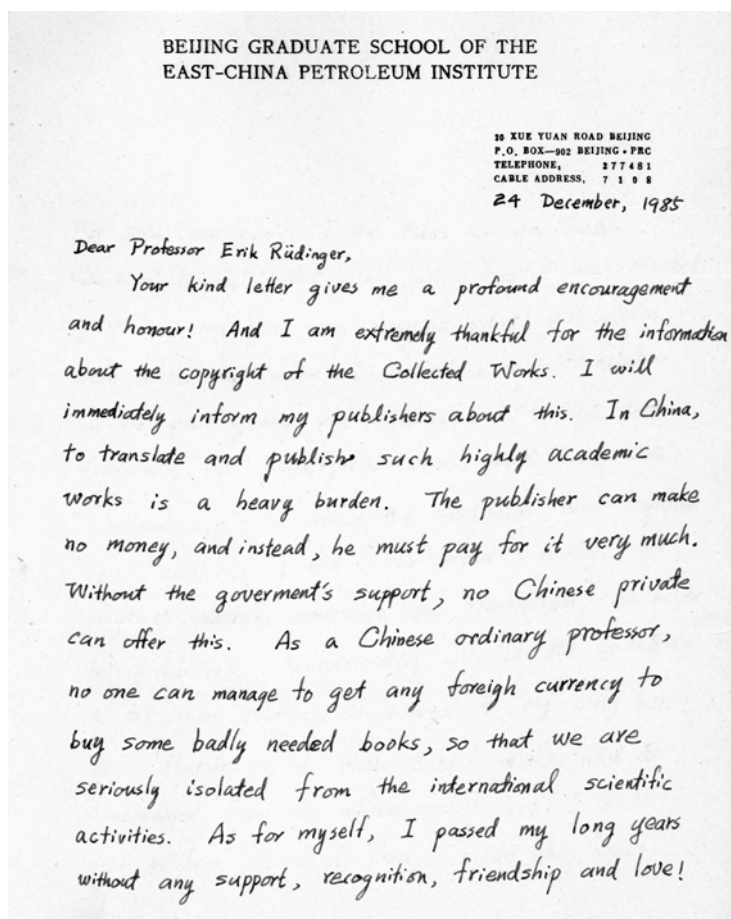 BEIJING GRADUATE SCHOOL OF THE
EAST-CHINA PETROLEUM INSTITUTE
20 XUE YUAN ROAD BEIJING
P.O. BOX—902 BEIJING • PRC
TELEPHONE, 277481
CABLE ADDRESS, 7108
24 December, 1985
Dear Professor Erik Rüdinger,
Your kind letter gives me a profound encouragement
and honour! And I am extremely thankful for the information
about the copyright of the Collected Works. I will
immediately inform my publishers about this. In China,
to translate and publish such highly academic
works is a heavy burden. The publisher can make
no money, and instead, he must pay for it very much.
Without the goverment's support, no Chinese private
can offer this. As a Chinese ordinary professor,
no one can manage to get any foreigh currency to
buy some badly needed books, so that we are
seriously isolated from the international scientific
activities. As for myself, I passed my long years
without any support, recognition, friendship and love!